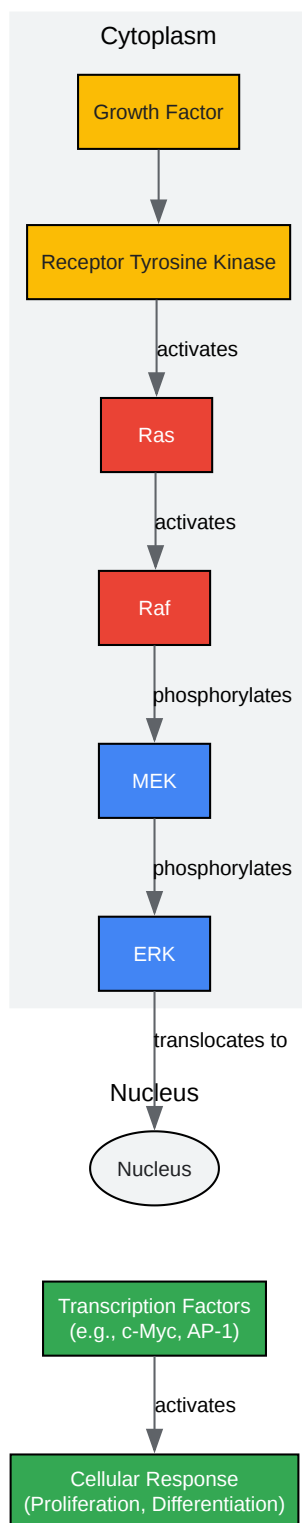 Cytoplasm
Growth Factor
Receptor Tyrosine Kinase
activates
Ras
activates
Raf
phosphorylates
MEK
phosphorylates
ERK
translocates to
Nucleus
Nucleus
Transcription Factors
(e.g., c-Myc, AP-1)
activates
Cellular Response
(Proliferation, Differentiation)